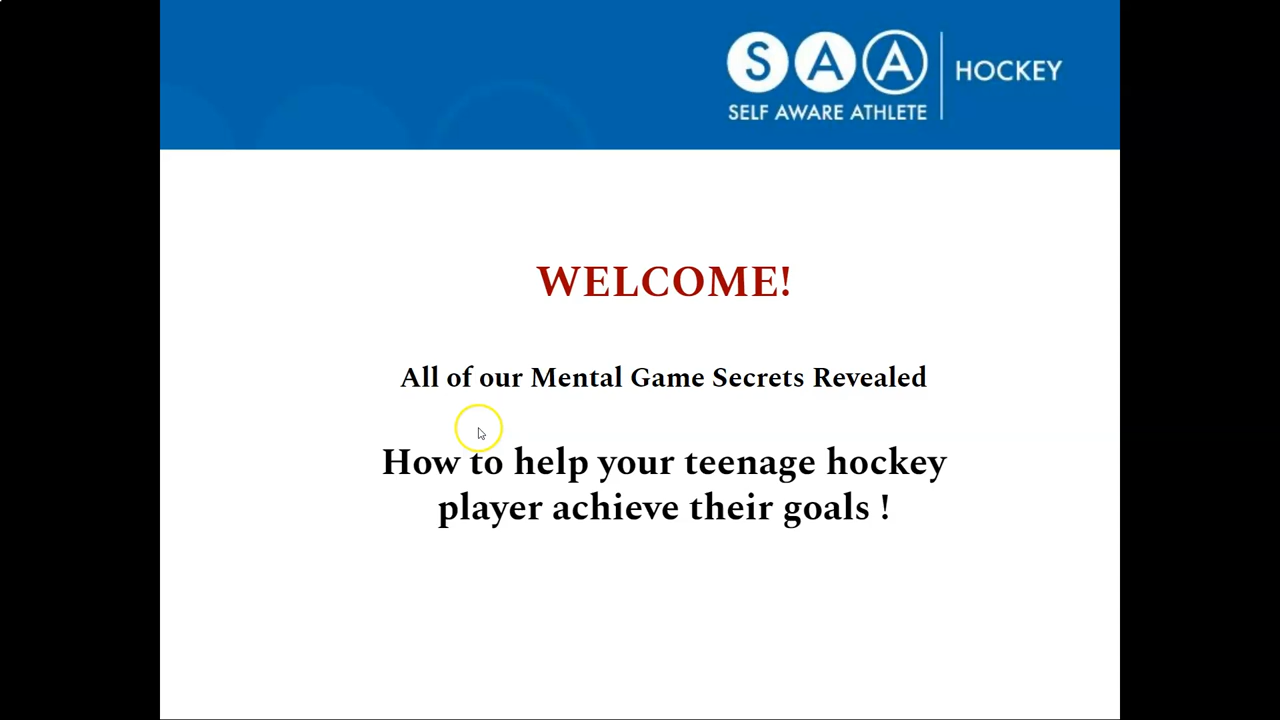 SAA
HOCKEY
SELF AWARE ATHLETE
WELCOME!
All of our Mental Game Secrets Revealed
How to help your teenage hockey
player achieve their goals !